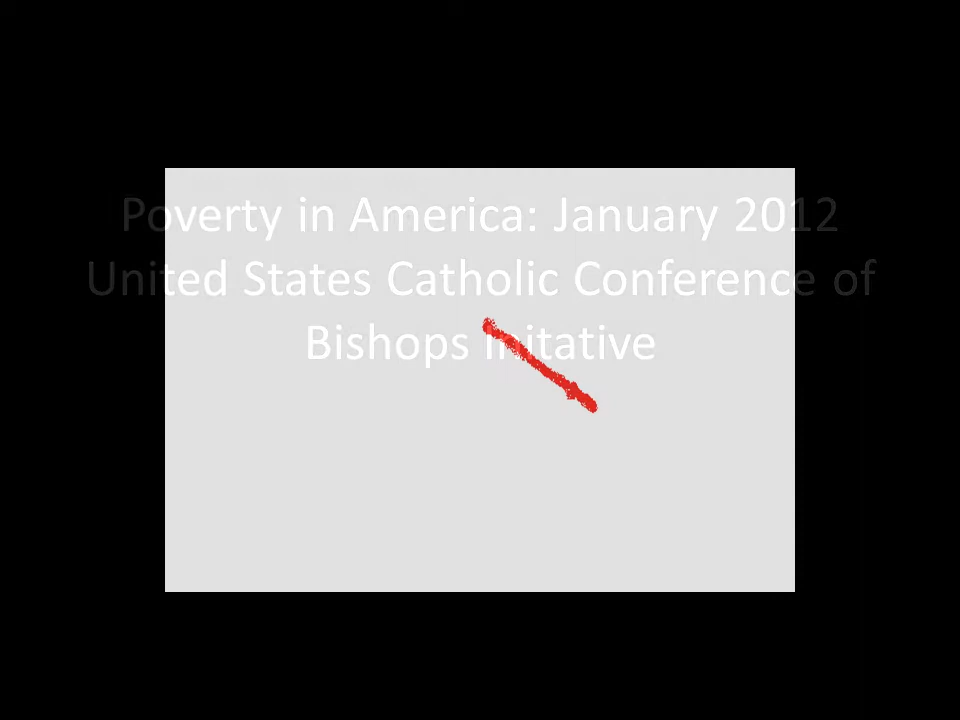 Poverty in America: January 2012
United States Catholic Conference of
Bishops Initative